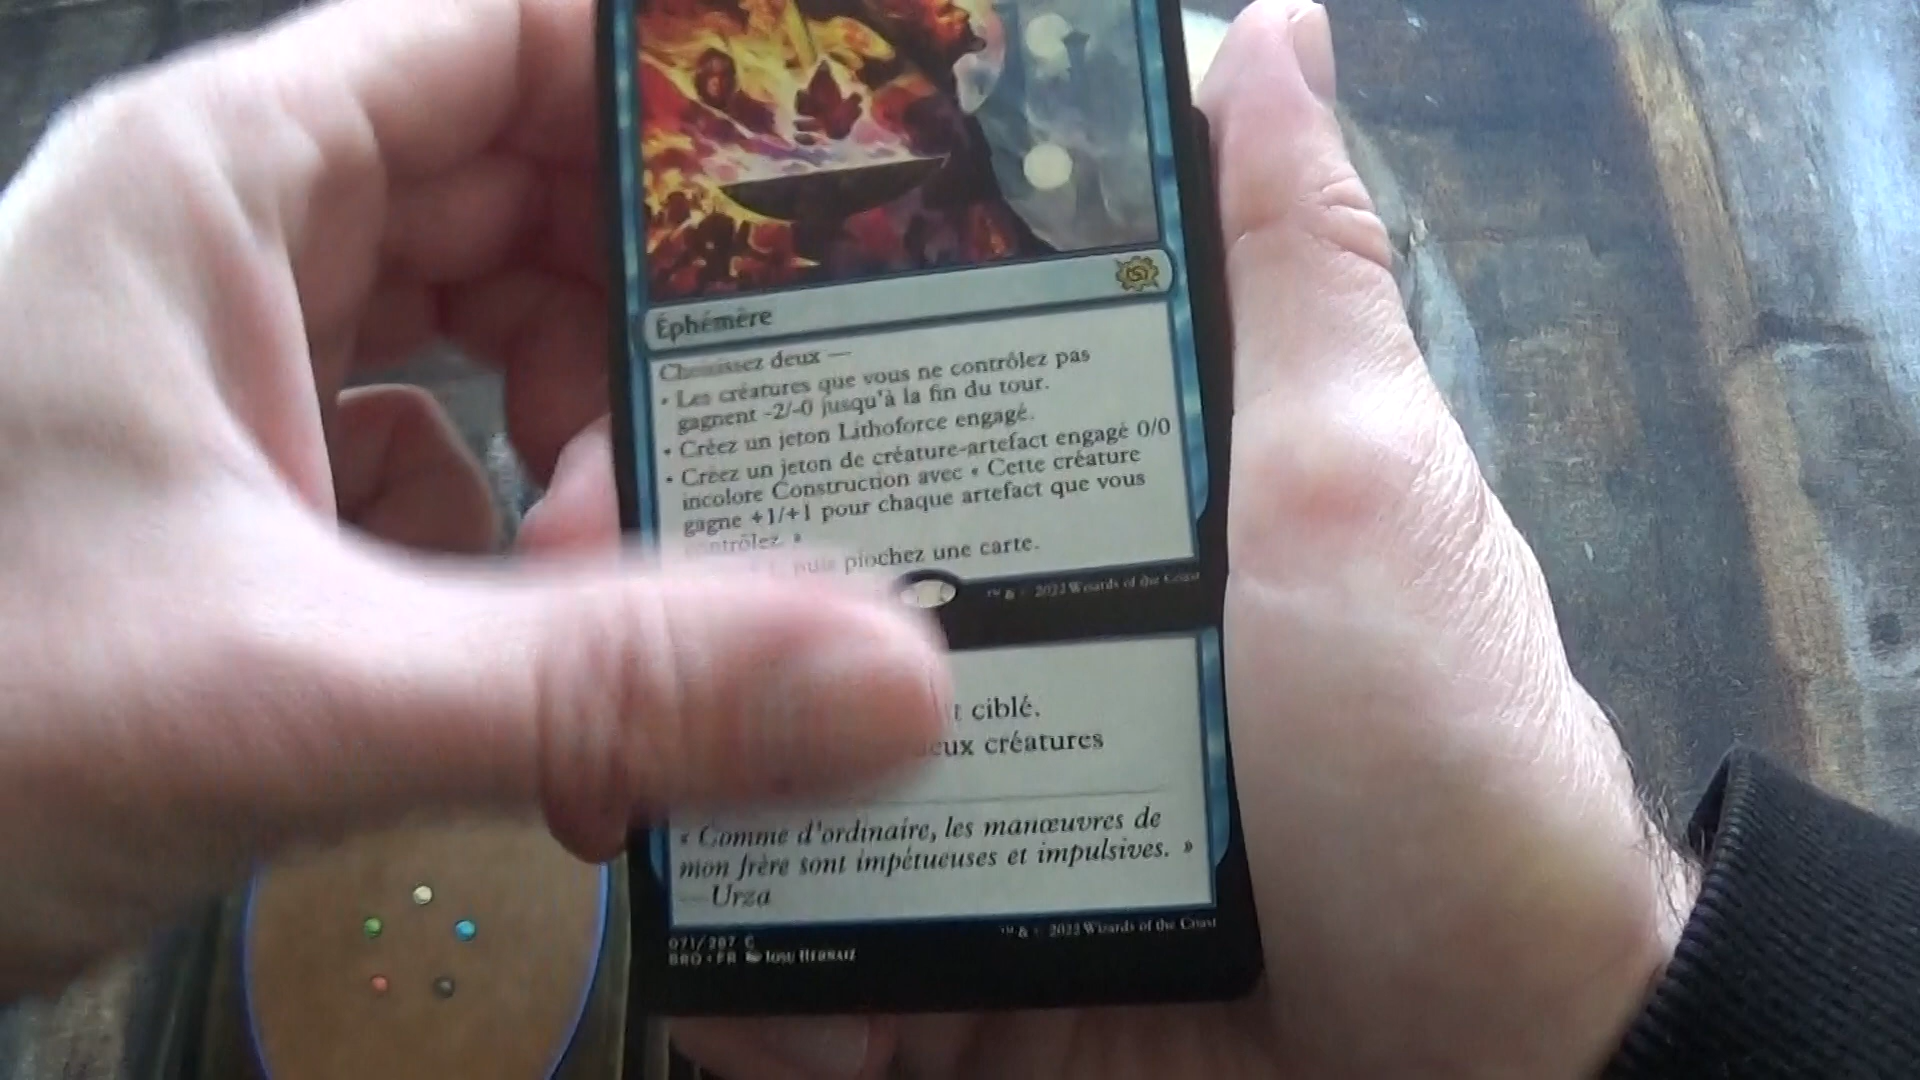 Éphémère
Choisissez deux —
• Les créatures que vous ne contrôlez pas
gagnent -2/-0 jusqu'à la fin du tour.
• Créez un jeton Lithoforce engagé.
• Créez un jeton de créature-artefact engagé 0/0
incolore Construction avec « Cette créature
gagne +1/+1 pour chaque artefact que vous
contrôlez. »
puis piochez une carte.
™ & © 2022 Wizards of the Coast
t ciblé.
deux créatures
« Comme d'ordinaire, les manœuvres de
mon frère sont impétueuses et impulsives. »
— Urza
071/287 C
BRO • FR Josu Hernaiz
™ & © 2022 Wizards of the Coast